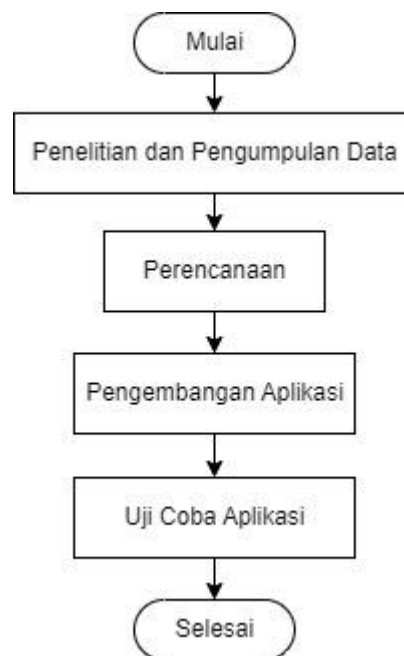 Mulai
Penelitian dan Pengumpulan Data
Perencanaan
Pengembangan Aplikasi
Uji Coba Aplikasi
Selesai